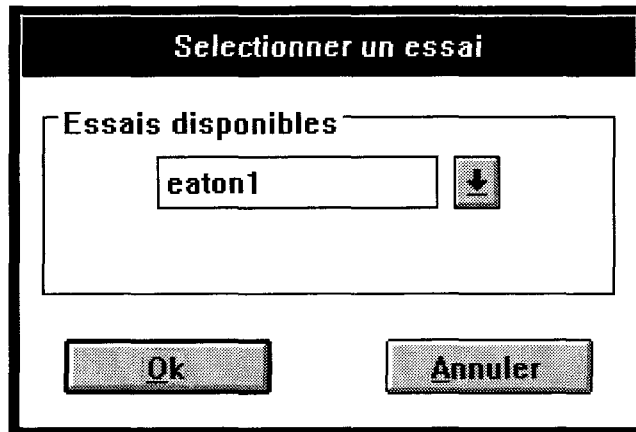 Selectionner un essai
Essais disponibles
eaton1
Ok
Annuler